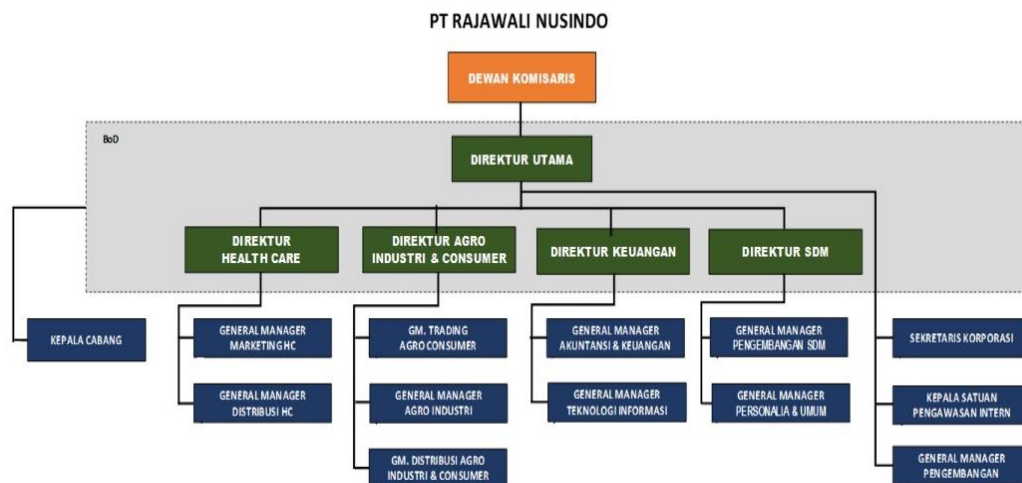 PT RAJAWALI NUSINDO
DEWAN KOMISARIS
BoD
DIREKTUR UTAMA
DIREKTUR
HEALTH CARE
DIREKTUR AGRO
INDUSTRI & CONSUMER
DIREKTUR KEUANGAN
DIREKTUR SDM
KEPALA CABANG
GENERAL MANAGER
MARKETING HC
GM. TRADING
AGRO CONSUMER
GENERAL MANAGER
AKUNTANSI & KEUANGAN
GENERAL MANAGER
PENGEMBANGAN SDM
SEKRETARIS KORPORASI
GENERAL MANAGER
DISTRIBUSI HC
GENERAL MANAGER
AGRO INDUSTRI
GENERAL MANAGER
TEKNOLOGI INFORMASI
GENERAL MANAGER
PERSONALIA & UMUM
KEPALA SATUAN
PENGAWASAN INTERN
GM. DISTRIBUSI AGRO
INDUSTRI & CONSUMER
GENERAL MANAGER
PENGEMBANGAN